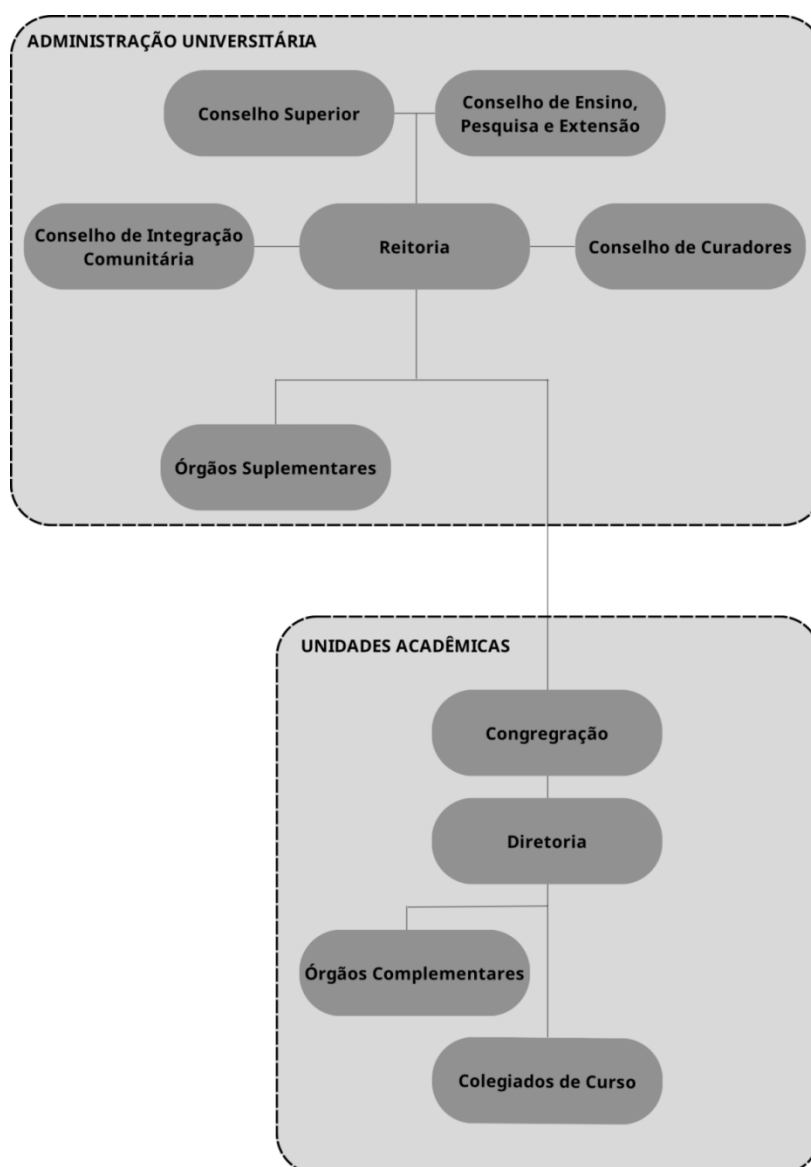 ADMINISTRAÇÃO UNIVERSITÁRIA
Conselho Superior
Conselho de Ensino,
Pesquisa e Extensão
Conselho de Integração
Comunitária
Reitoria
Conselho de Curadores
Órgãos Suplementares
UNIDADES ACADÊMICAS
Congregração
Diretoria
Órgãos Complementares
Colegiados de Curso